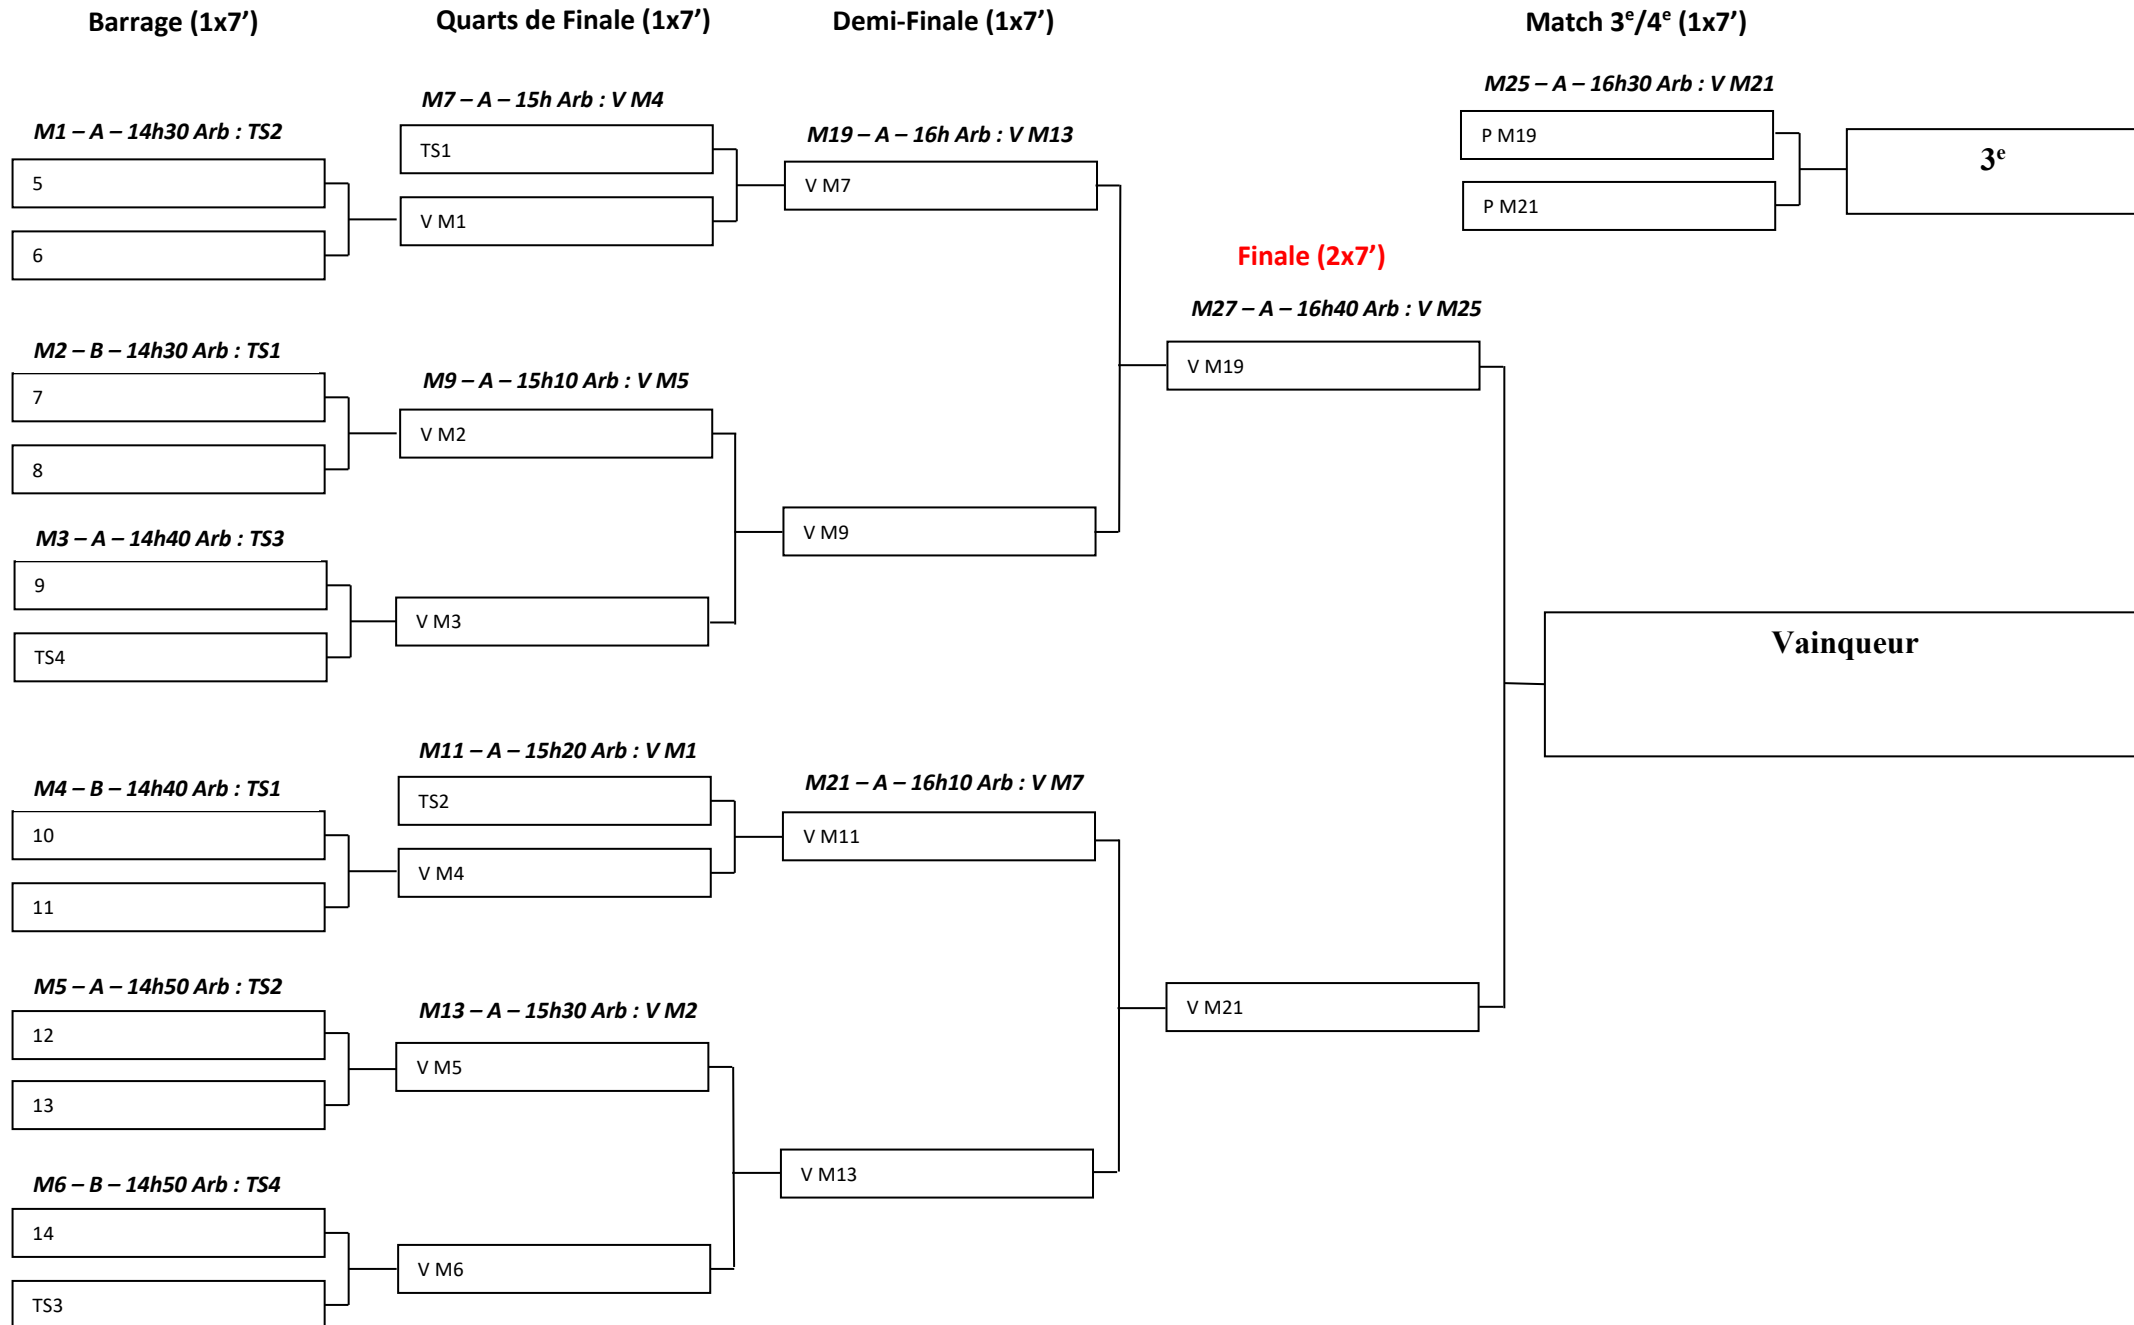 Barrage (1x7’)
Quarts de Finale (1x7’)
Demi-Finale (1x7’)
Match 3e/4e (1x7’)
M1 – A – 14h30 Arb : TS2
5
6
M2 – B – 14h30 Arb : TS1
7
8
M3 – A – 14h40 Arb : TS3
9
TS4
M4 – B – 14h40 Arb : TS1
10
11
M5 – A – 14h50 Arb : TS2
12
13
M6 – B – 14h50 Arb : TS4
14
TS3
M7 – A – 15h Arb : V M4
TS1
V M1
M9 – A – 15h10 Arb : V M5
V M2
V M3
M11 – A – 15h20 Arb : V M1
TS2
V M4
M13 – A – 15h30 Arb : V M2
V M5
V M6
M19 – A – 16h Arb : V M13
V M7
V M9
M21 – A – 16h10 Arb : V M7
V M11
V M13
Finale (2x7’)
M27 – A – 16h40 Arb : V M25
V M19
V M21
M25 – A – 16h30 Arb : V M21
P M19
P M21
3e
Vainqueur